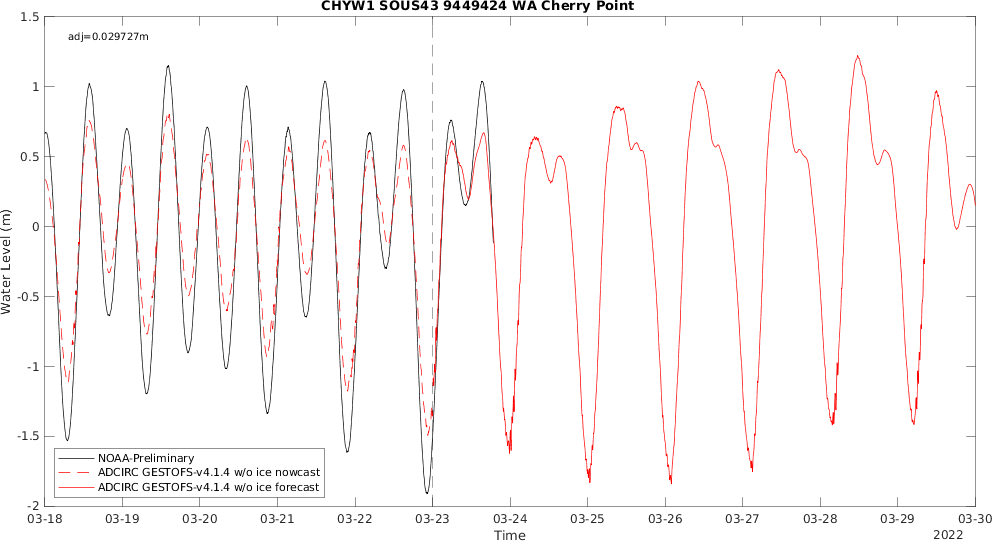 CHYW1 SOUS43 9449424 WA Cherry Point
adj=0.029727m
1.5
1
0.5
0
-0.5
-1
-1.5
-2
Water Level (m)
NOAA-Preliminary
ADCIRC GESTOFS-v4.1.4 w/o ice nowcast
ADCIRC GESTOFS-v4.1.4 w/o ice forecast
03-18 03-19 03-20 03-21 03-22 03-23 03-24 03-25 03-26 03-27 03-28 03-29 03-30
Time
2022